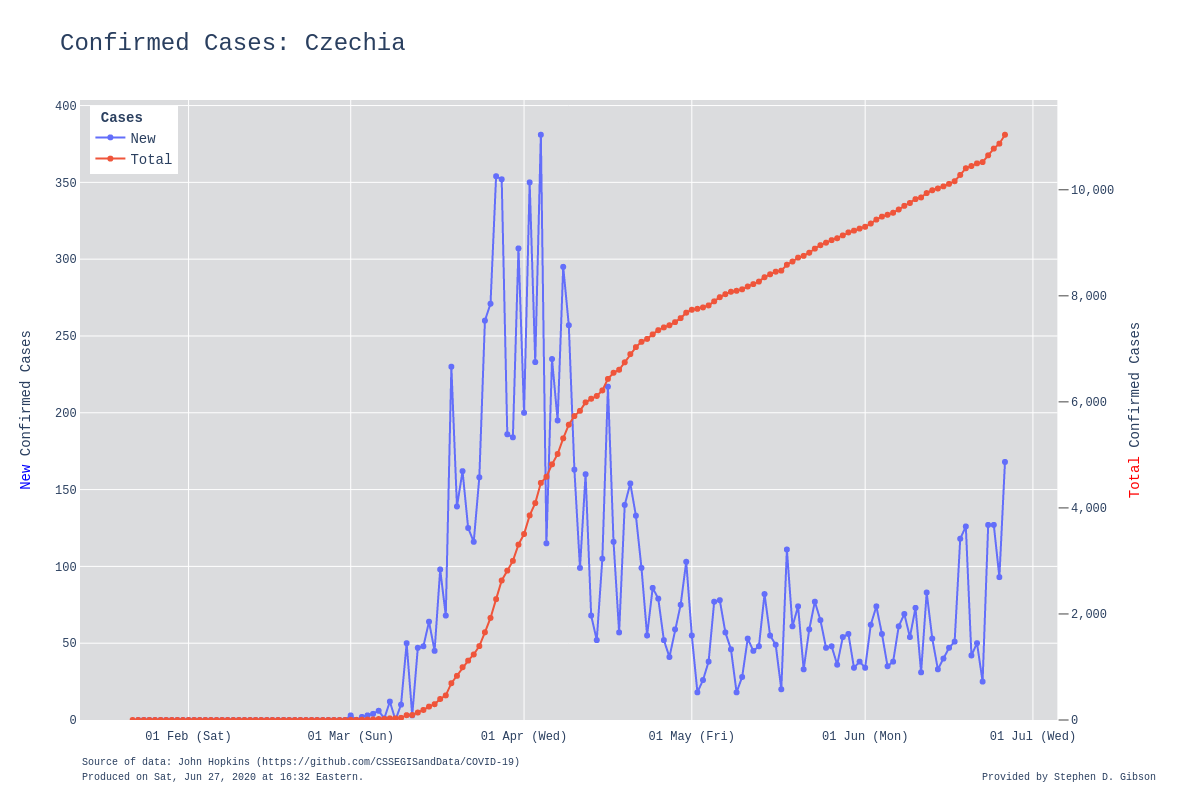 Confirmed Cases: Czechia
Cases
New
Total
400
350
300
250
200
150
100
50
0
10,000
8,000
6,000
4,000
2,000
0
New Confirmed Cases
Total Confirmed Cases
01 Feb (Sat)
01 Mar (Sun)
01 Apr (Wed)
01 May (Fri)
01 Jun (Mon)
01 Jul (Wed)
Source of data: John Hopkins (https://github.com/CSSEGISandData/COVID-19)
Produced on Sat, Jun 27, 2020 at 16:32 Eastern.
Provided by Stephen D. Gibson